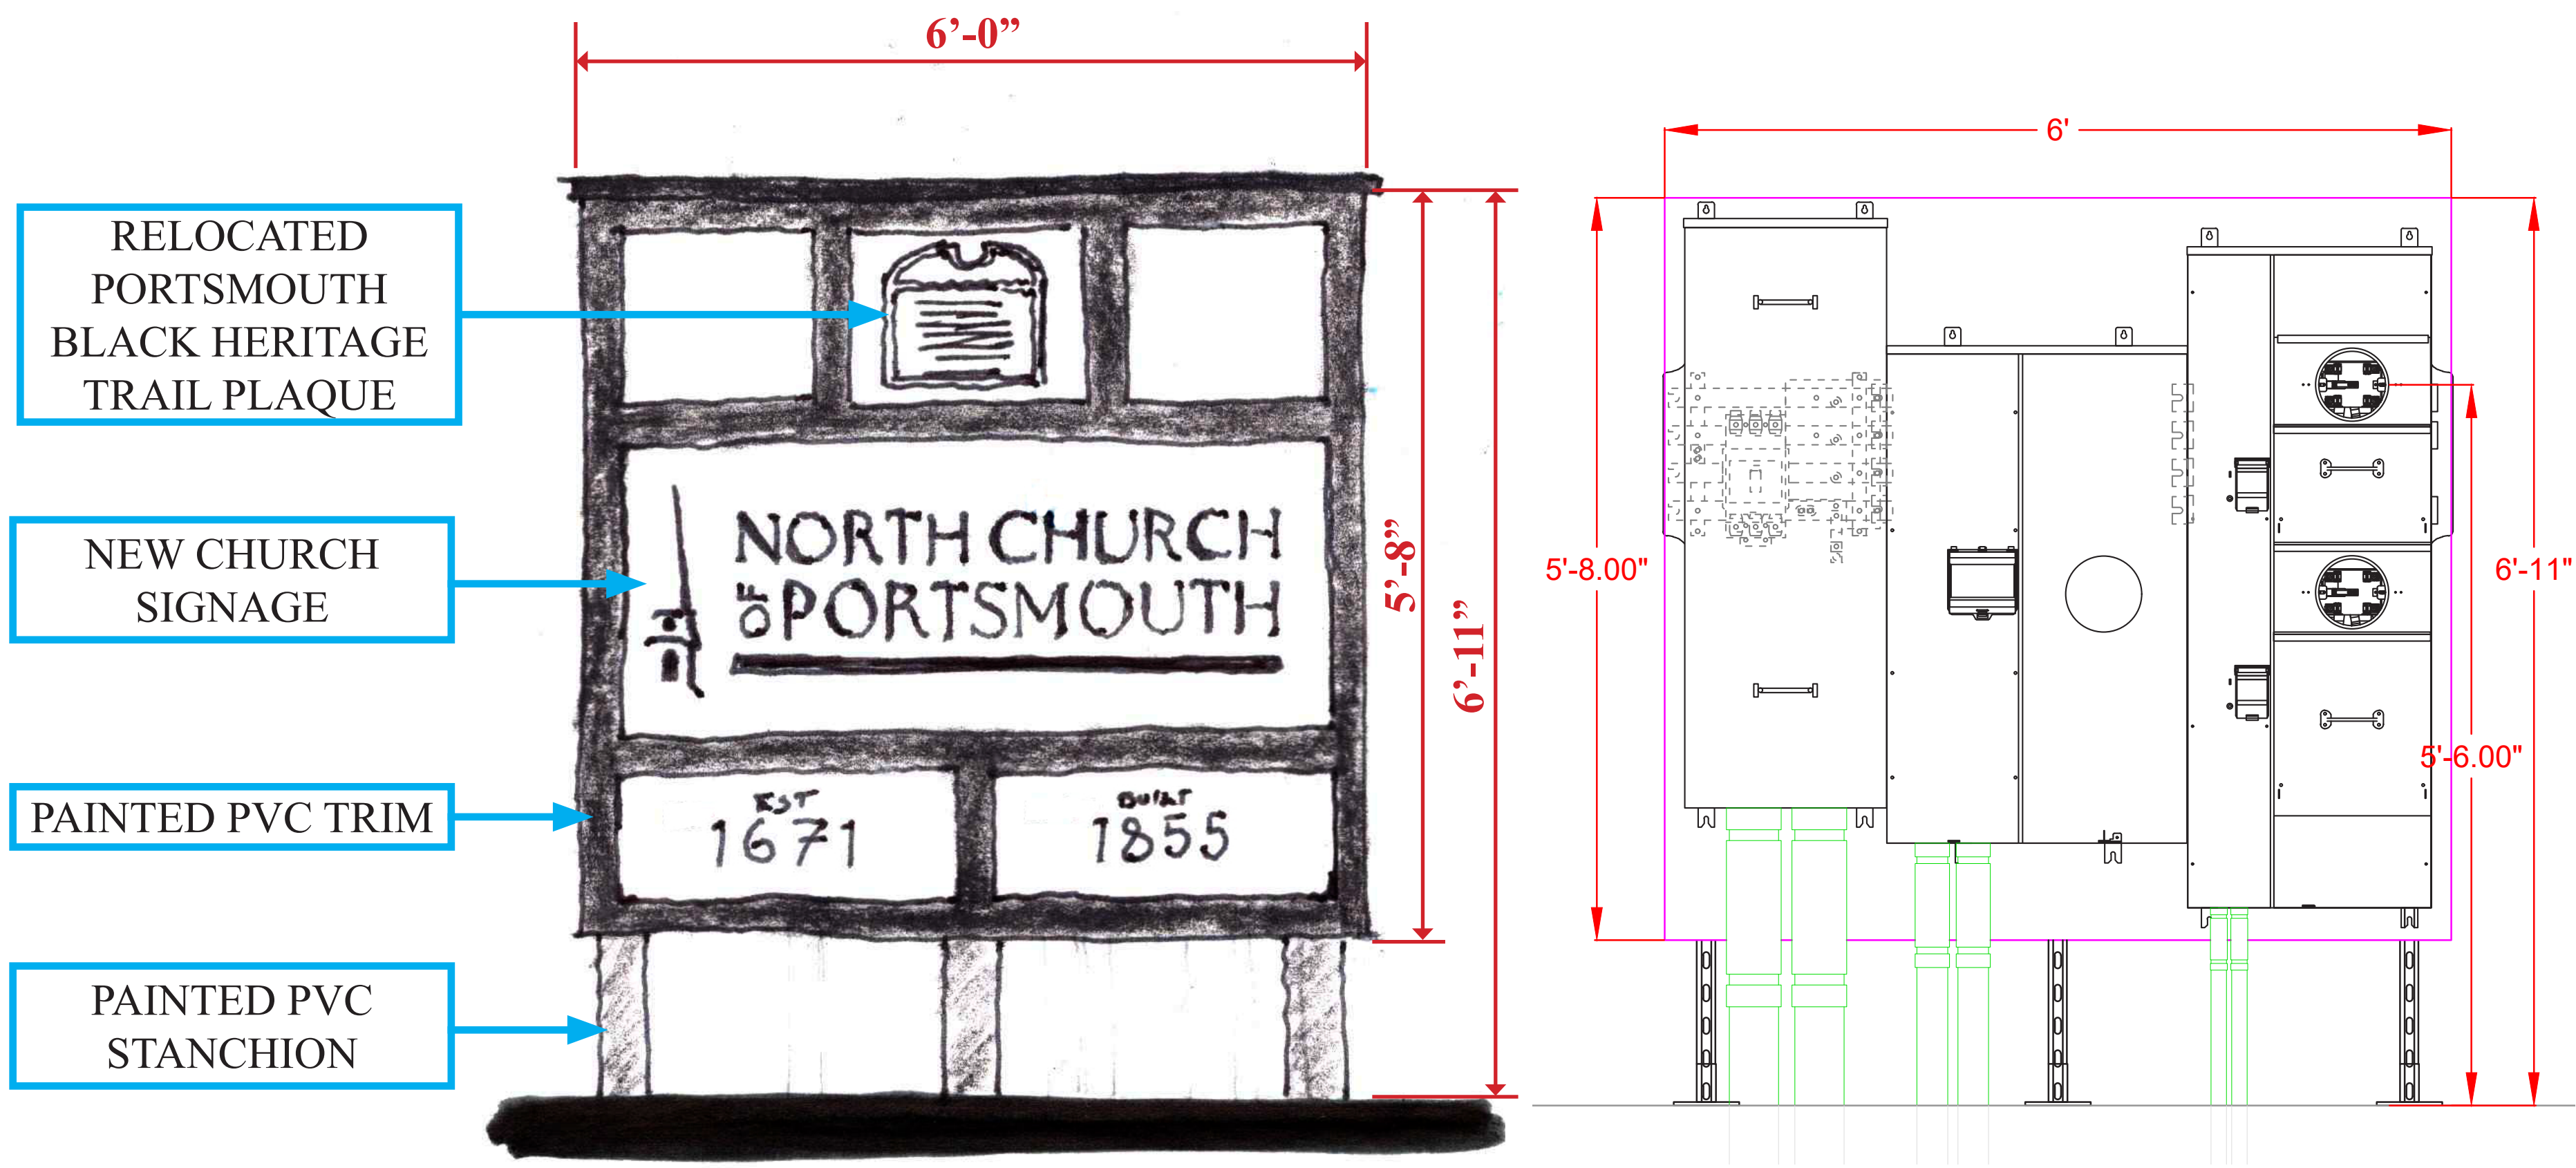 6’-0”
RELOCATED
PORTSMOUTH
BLACK HERITAGE
TRAIL PLAQUE
NEW CHURCH
SIGNAGE
PAINTED PVC TRIM
PAINTED PVC
STANCHION
NORTH CHURCH
OF PORTSMOUTH
EST
1671
BUILT
1855
5’-8”
6’-11”
6'
5'-8.00"
6'-11"
5'-6.00"